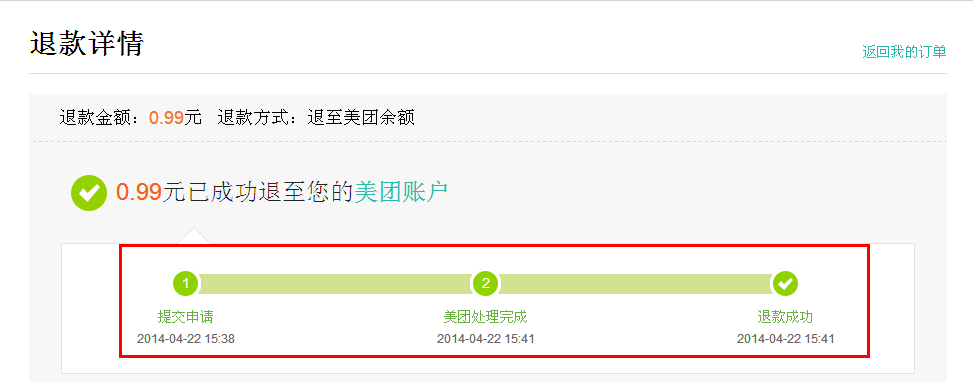 退款详情
返回我的订单
退款金额：0.99元 退款方式：退至美团余额
0.99元已成功退至您的美团账户
1 2
提交申请 美团处理完成 退款成功
2014-04-22 15:38 2014-04-22 15:41 2014-04-22 15:41